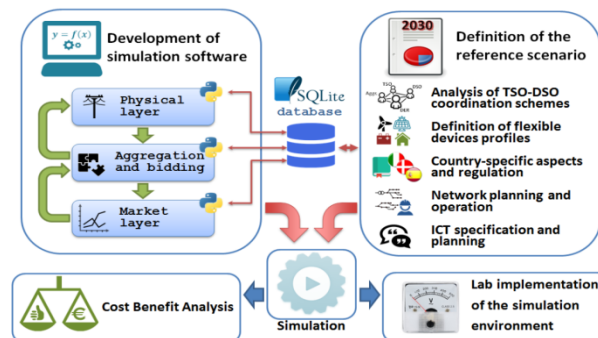 y = f(x)
Development of
simulation software
Physical
layer
Aggregation
and bidding
Market
layer
SQLite
database
2030
Definition of the
reference scenario
Analysis of TSO-DSO
coordination schemes
Definition of flexible
devices profiles
Country-specific aspects
and regulation
Network planning and
operation
ICT specification and
planning
Cost Benefit Analysis
€
Simulation
V
Lab implementation
of the simulation
environment